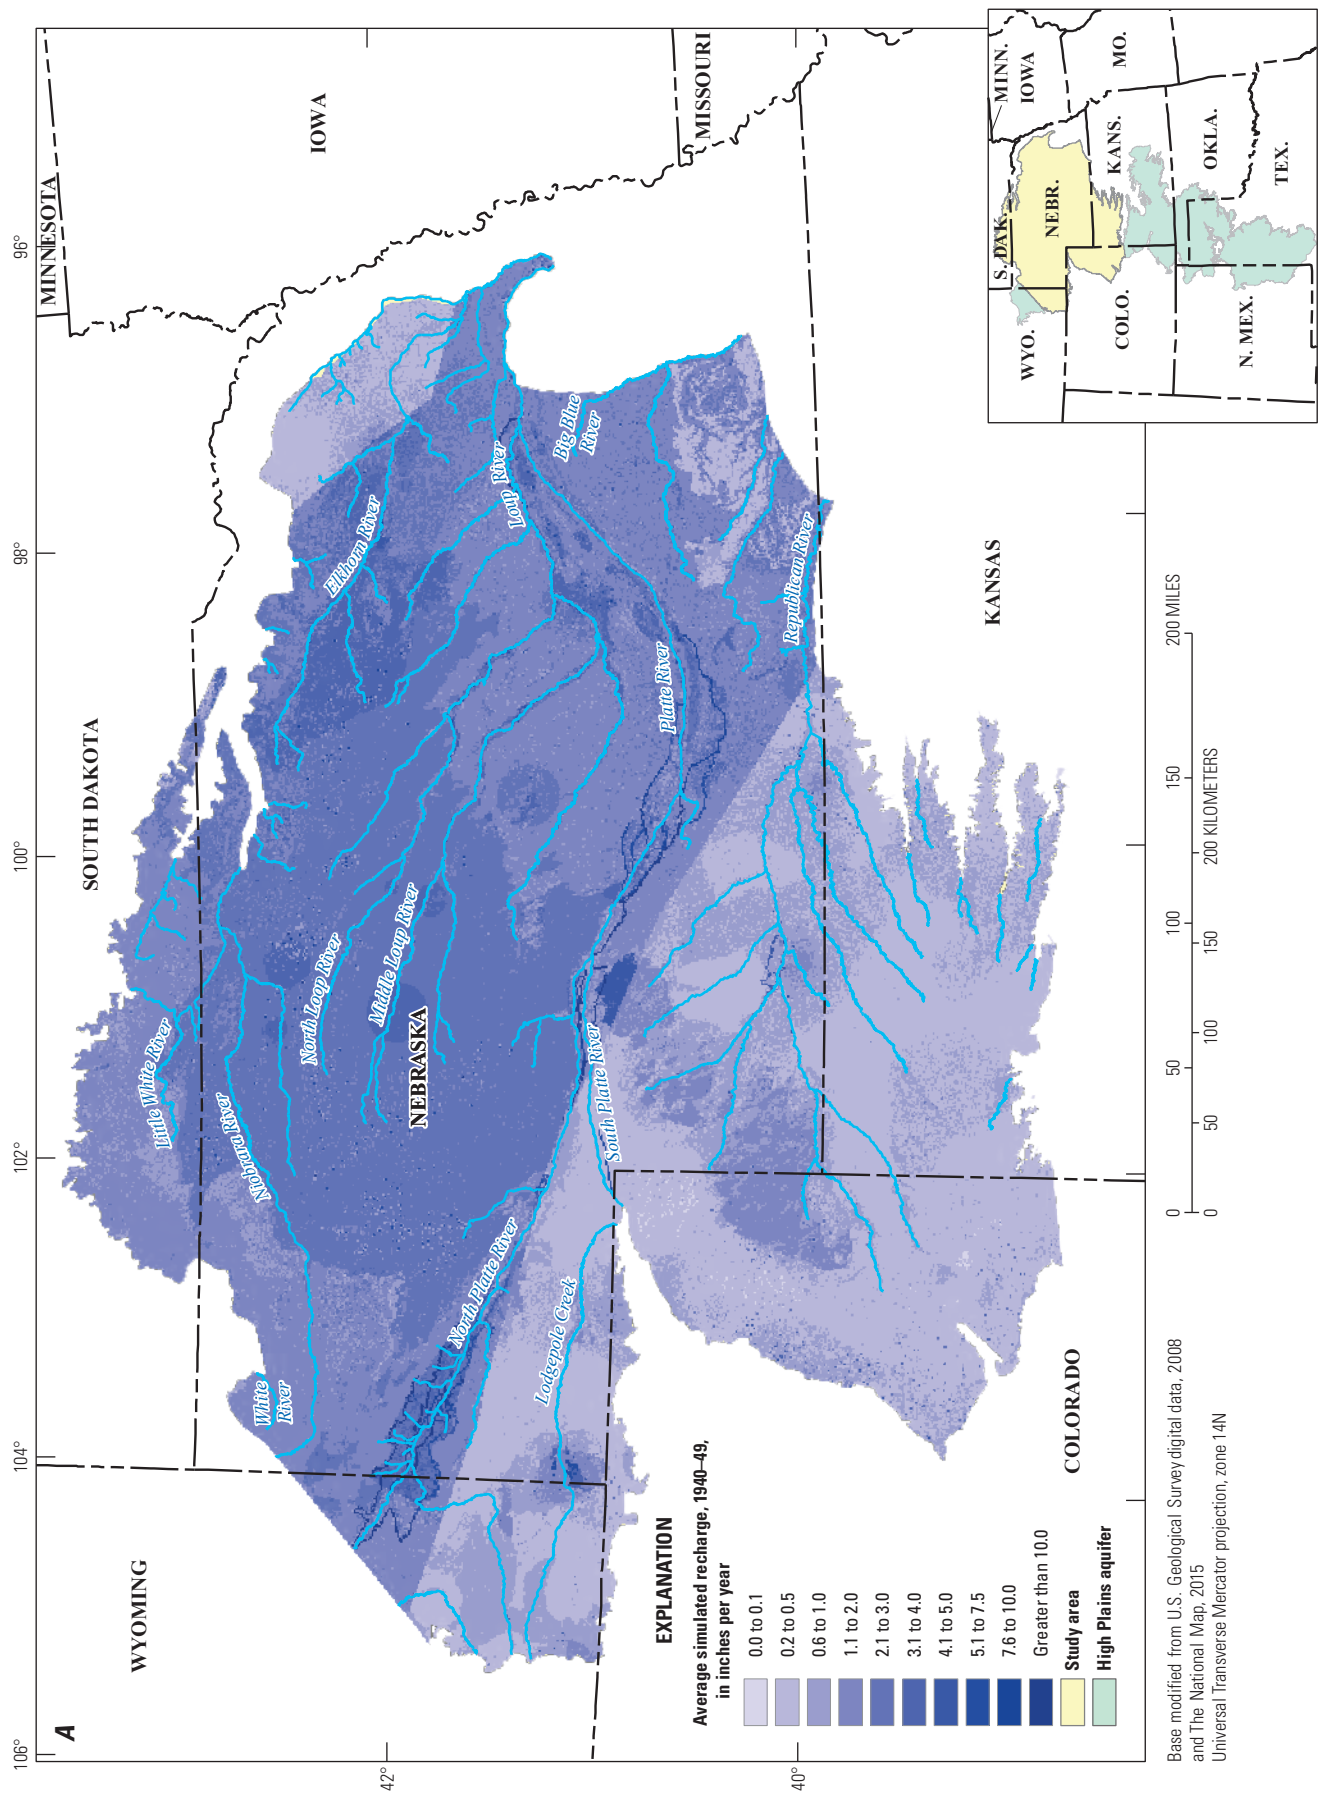 A
106°
104°
102°
100°
98°
96°
42°
40°
WYOMING
SOUTH DAKOTA
MINNESOTA
IOWA
MISSOURI
NEBRASKA
KANSAS
COLORADO
White
River
Niobrara River
Little White River
North Loop River
Middle Loup River
Elkhorn River
Loup River
Big Blue
River
Platte River
Republican River
North Platte River
South Platte River
Lodgepole Creek
EXPLANATION
Average simulated recharge, 1940–49,
in inches per year
0.0 to 0.1
0.2 to 0.5
0.6 to 1.0
1.1 to 2.0
2.1 to 3.0
3.1 to 4.0
4.1 to 5.0
5.1 to 7.5
7.6 to 10.0
Greater than 10.0
Study area
High Plains aquifer
Base modified from U.S. Geological Survey digital data, 2008
and The National Map, 2015
Universal Transverse Mercator projection, zone 14N
0 50 100 150 200 MILES
0 50 100 150 200 KILOMETERS
S. DAK.
MINN.
IOWA
WYO.
NEBR.
COLO.
KANS.
MO.
N. MEX.
OKLA.
TEX.